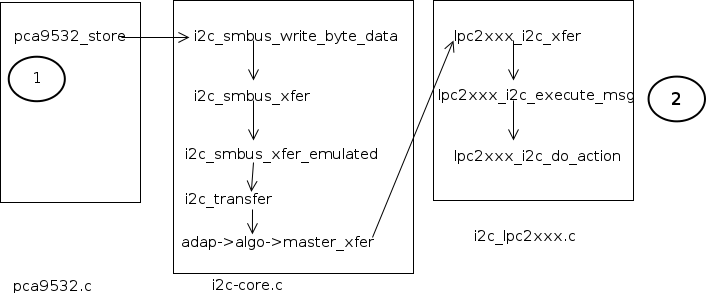 pca9532_store
1
i2c_smbus_write_byte_data
i2c_smbus_xfer
i2c_smbus_xfer_emulated
i2c_transfer
adap->algo->master_xfer
lpc2xxx_i2c_xfer
lpc2xxx_i2c_execute_msg
lpc2xxx_i2c_do_action
2
pca9532.c
i2c-core.c
i2c_lpc2xxx.c